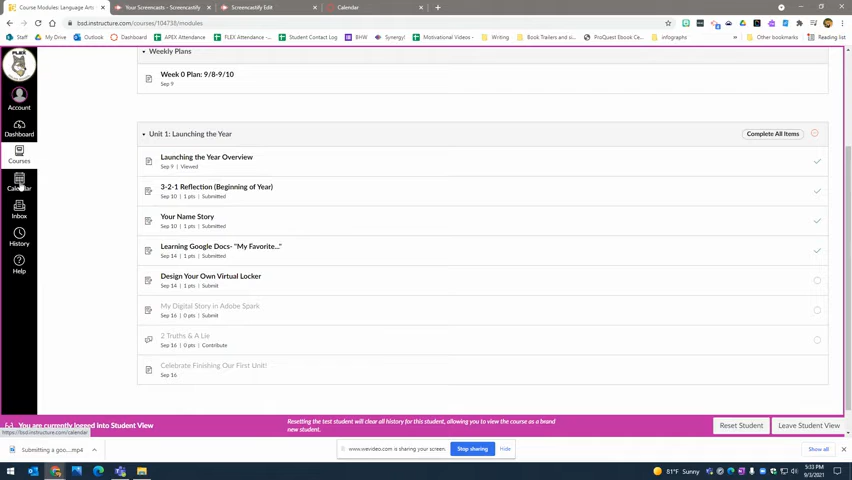 Course Modules: Language Arts
Your Screencasts - Screencastify
Screencastify Edit
Calendar
bsd.instructure.com/courses/104738/modules
Staff
My Drive
Outlook
Dashboard
APEX Attendance
FLEX Attendance
Student Contact Log
BHW
Synergy!
Motivational Videos -
Writing
Book Trailers and si...
ProQuest Ebook Cen...
infographs
Other bookmarks
Reading list
FLEX
Account
Dashboard
Courses
Calendar
Inbox
History
Help
Weekly Plans
Week 0 Plan: 9/8-9/10
Sep 9
Unit 1: Launching the Year
Complete All Items
Launching the Year Overview
Sep 9 | Viewed
3-2-1 Reflection (Beginning of Year)
Sep 10 | 1 pts | Submitted
Your Name Story
Sep 10 | 1 pts | Submitted
Learning Google Docs- "My Favorite..."
Sep 14 | 1 pts | Submitted
Design Your Own Virtual Locker
Sep 14 | 1 pts | Submit
My Digital Story in Adobe Spark
Sep 16 | 0 pts | Submit
2 Truths & A Lie
Sep 16 | 0 pts | Contribute
Celebrate Finishing Our First Unit!
Sep 16
You are currently logged into Student View
Resetting the test student will clear all history for this student, allowing you to view the course as a brand
new student.
Reset Student
Leave Student View
https://bsd.instructure.com/calendar
Submitting a goo....mp4
www.wevideo.com is sharing your screen.
Stop sharing
Hide
Show all
81°F Sunny
5:33 PM
9/3/2021